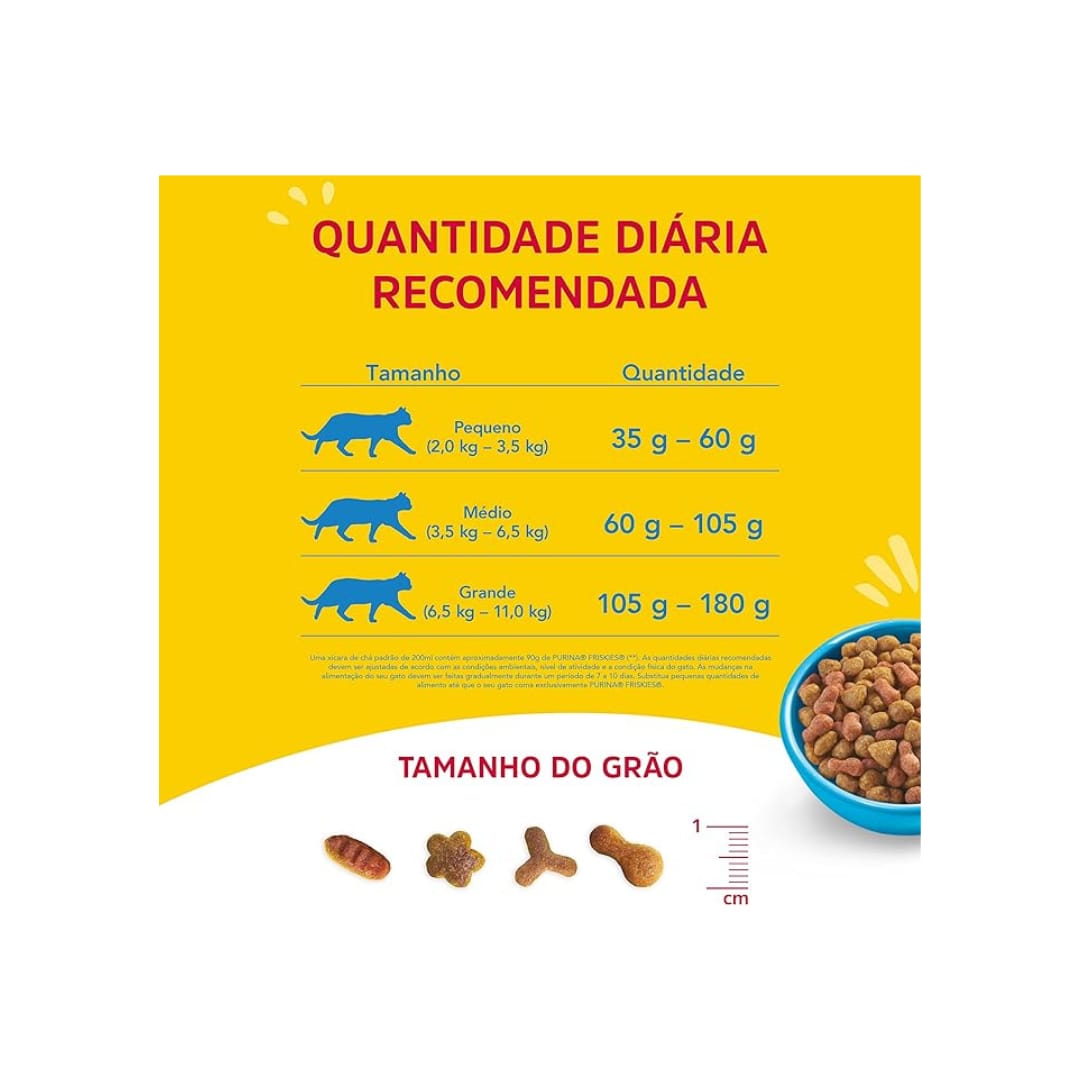 QUANTIDADE DIÁRIA
RECOMENDADA
Tamanho Quantidade
Pequeno
(2,0 kg – 3,5 kg)
35 g – 60 g
Médio
(3,5 kg – 6,5 kg)
60 g – 105 g
Grande
(6,5 kg – 11,0 kg)
105 g – 180 g
Uma xícara de chá padrão de 200ml contém aproximadamente 90g de PURINA® FRISKIES® (**). As quantidades diárias recomendadas
devem ser ajustadas de acordo com as condições ambientais, nível de atividade e a condição física do gato. As mudanças na
alimentação do seu gato devem ser feitas gradualmente durante um período de 7 a 10 dias. Substitua pequenas quantidades de
alimento até que o seu gato coma exclusivamente PURINA® FRISKIES®.
TAMANHO DO GRÃO
1
cm